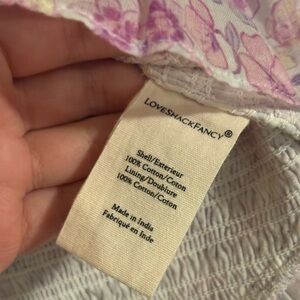 LOVESHACKFANCY®
Shell/Exterieur
100% Cotton/Coton
Lining/Doublure
100% Cotton/Coton
Made in India
Fabriqué en Inde